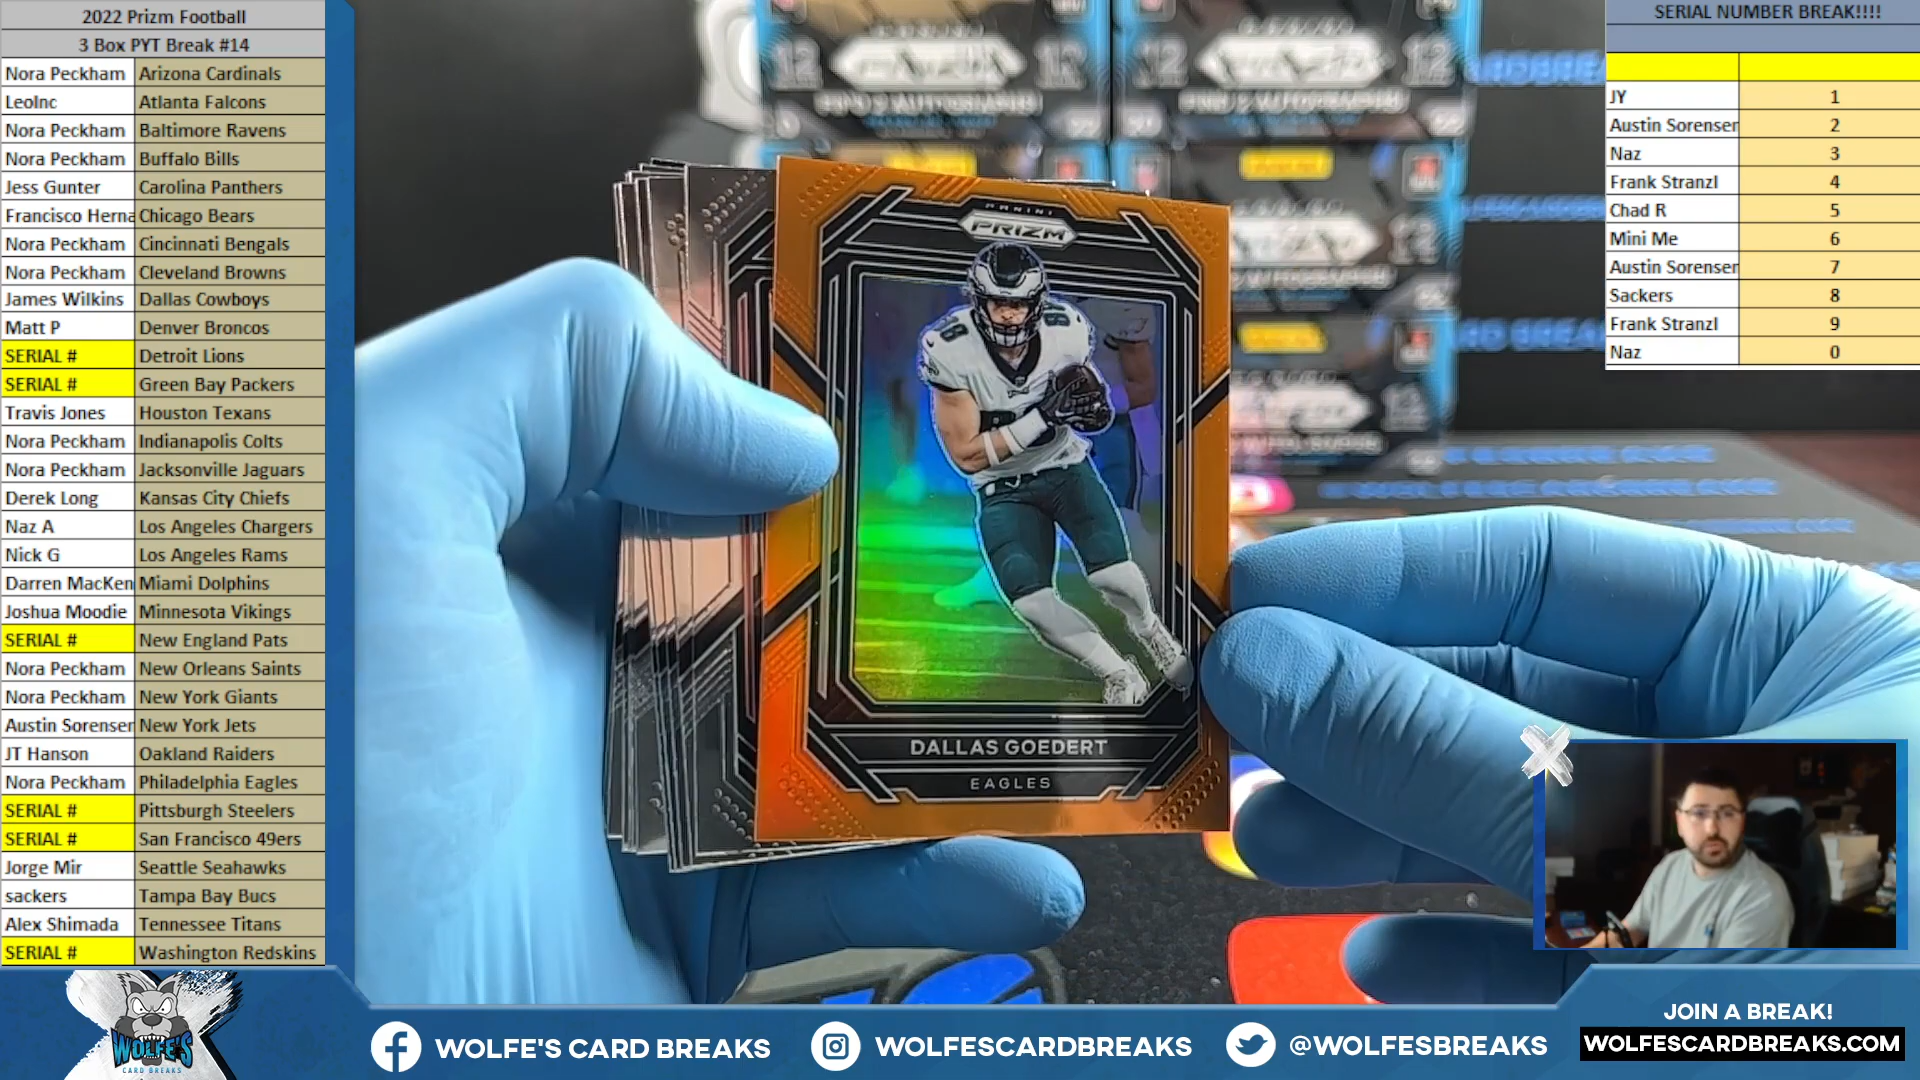 2022 Prizm Football
3 Box PYT Break #14
Nora Peckham Arizona Cardinals
LeoInc Atlanta Falcons
Nora Peckham Baltimore Ravens
Nora Peckham Buffalo Bills
Jess Gunter Carolina Panthers
Francisco Herna Chicago Bears
Nora Peckham Cincinnati Bengals
Nora Peckham Cleveland Browns
James Wilkins Dallas Cowboys
Matt P Denver Broncos
SERIAL # Detroit Lions
SERIAL # Green Bay Packers
Travis Jones Houston Texans
Nora Peckham Indianapolis Colts
Nora Peckham Jacksonville Jaguars
Derek Long Kansas City Chiefs
Naz A Los Angeles Chargers
Nick G Los Angeles Rams
Darren MacKen Miami Dolphins
Joshua Moodie Minnesota Vikings
SERIAL # New England Pats
Nora Peckham New Orleans Saints
Nora Peckham New York Giants
Austin Sorensen New York Jets
JT Hanson Oakland Raiders
Nora Peckham Philadelphia Eagles
SERIAL # Pittsburgh Steelers
SERIAL # San Francisco 49ers
Jorge Mir Seattle Seahawks
sackers Tampa Bay Bucs
Alex Shimada Tennessee Titans
SERIAL # Washington Redskins
PANINI
PRIZM
88
DALLAS GOEDERT
EAGLES
SERIAL NUMBER BREAK!!!!
JY 1
Austin Sorensen 2
Naz 3
Frank Stranzl 4
Chad R 5
Mini Me 6
Austin Sorensen 7
Sackers 8
Frank Stranzl 9
Naz 0
WOLFE'S
CARD BREAKS
WOLFE'S CARD BREAKS
WOLFESCARDBREAKS
@WOLFESBREAKS
JOIN A BREAK!
WOLFESCARDBREAKS.COM